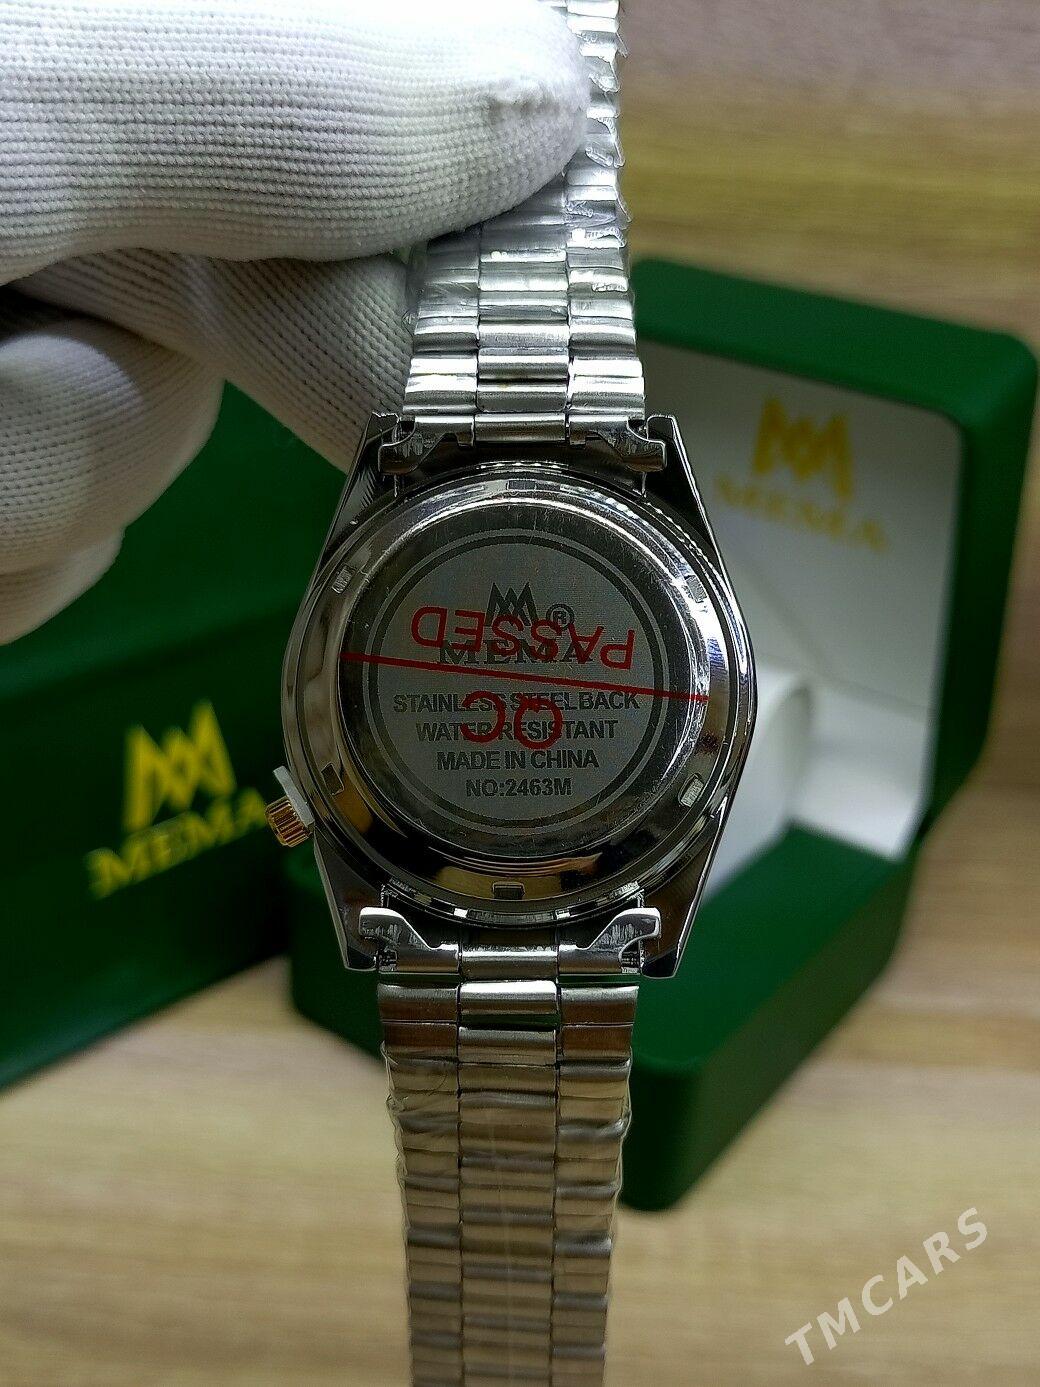 MEMA
MEMA
®
MEMA
STAINLESS STEEL BACK
WATER RESISTANT
MADE IN CHINA
NO:2463M
QC
PASSED
TMCARS